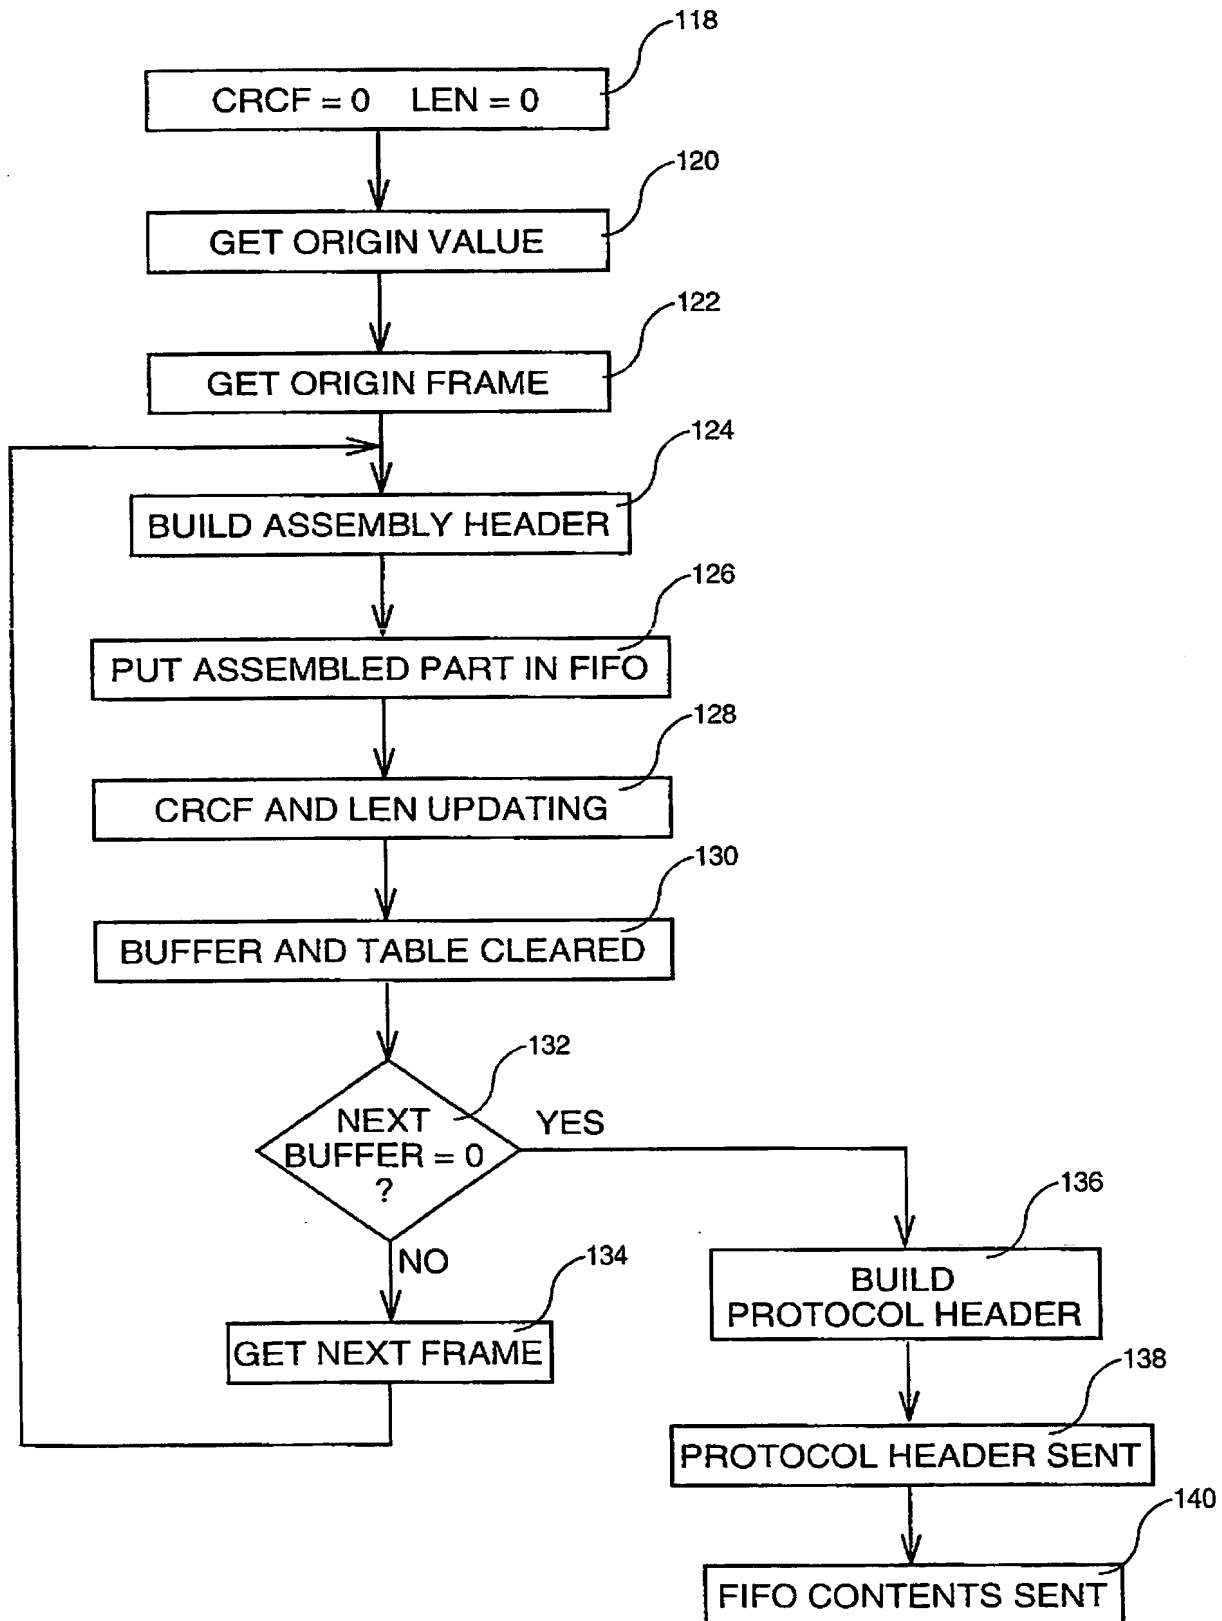 118
CRCF = 0 LEN = 0
120
GET ORIGIN VALUE
122
GET ORIGIN FRAME
124
BUILD ASSEMBLY HEADER
126
PUT ASSEMBLED PART IN FIFO
128
CRCF AND LEN UPDATING
130
BUFFER AND TABLE CLEARED
132
NEXT
BUFFER = 0
?
YES
NO
134
GET NEXT FRAME
136
BUILD
PROTOCOL HEADER
138
PROTOCOL HEADER SENT
140
FIFO CONTENTS SENT